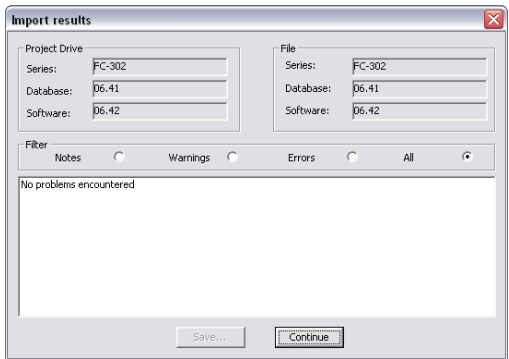 Import results
Project Drive
Series: FC-302
Database: 06.41
Software: 06.42
File
Series: FC-302
Database: 06.41
Software: 06.42
Filter
Notes Warnings Errors All
No problems encountered
Save... Continue